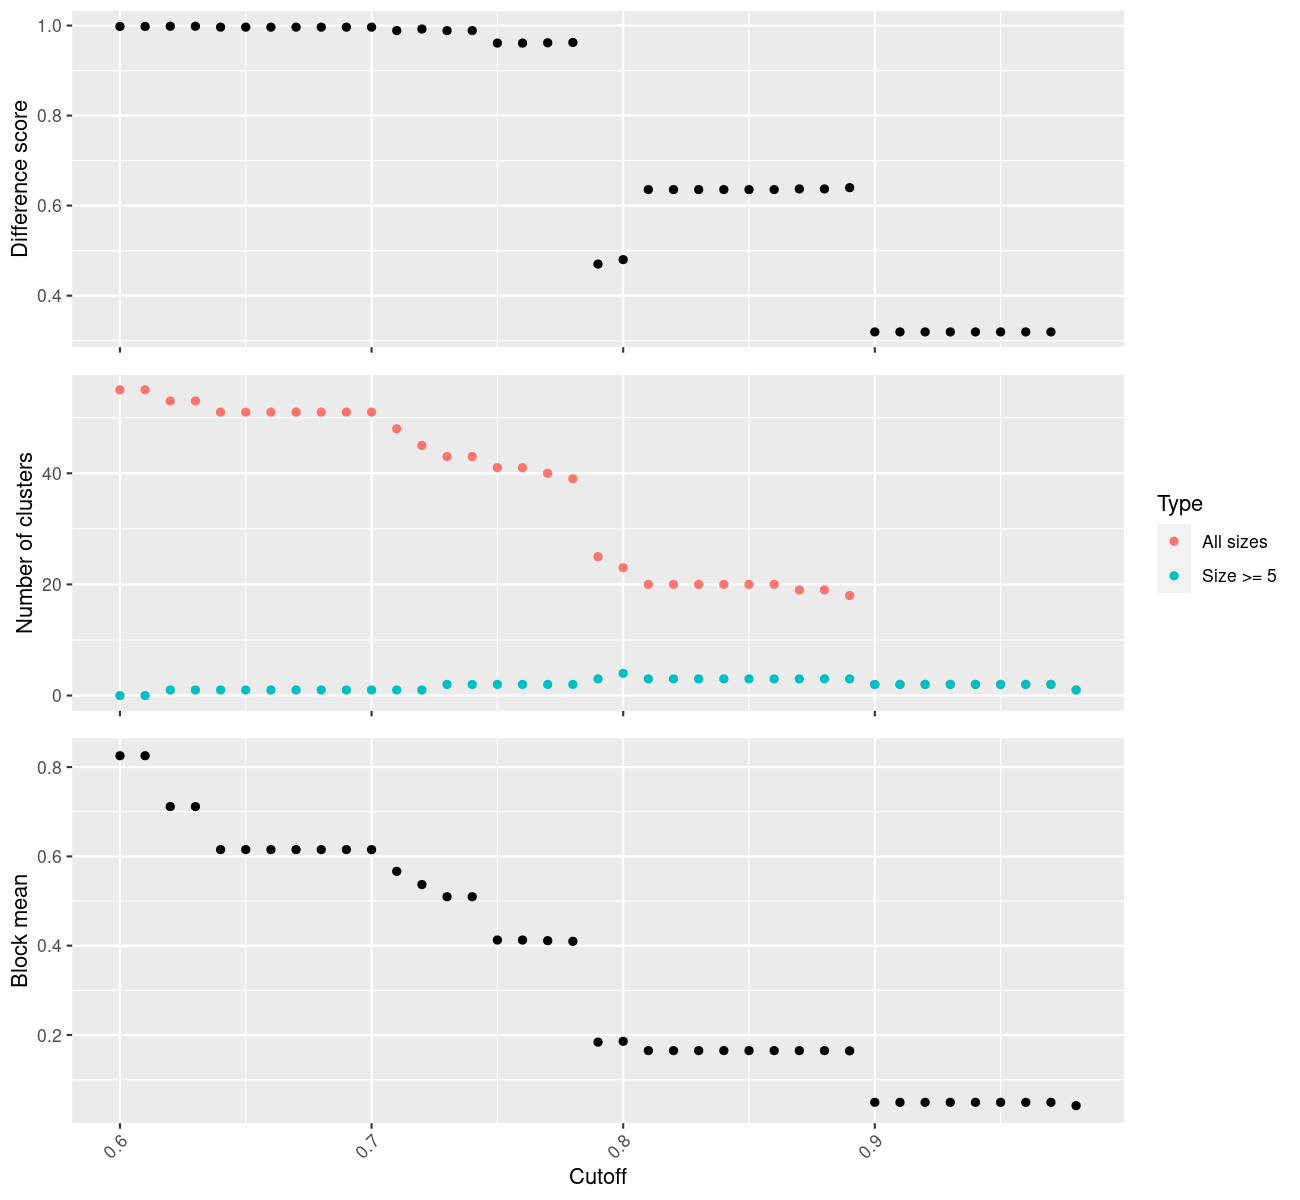 Difference score
1.0
0.8
0.6
0.4
Number of clusters
40
20
0
Type
All sizes
Size >= 5
Block mean
0.8
0.6
0.4
0.2
0.6
0.7
0.8
0.9
Cutoff